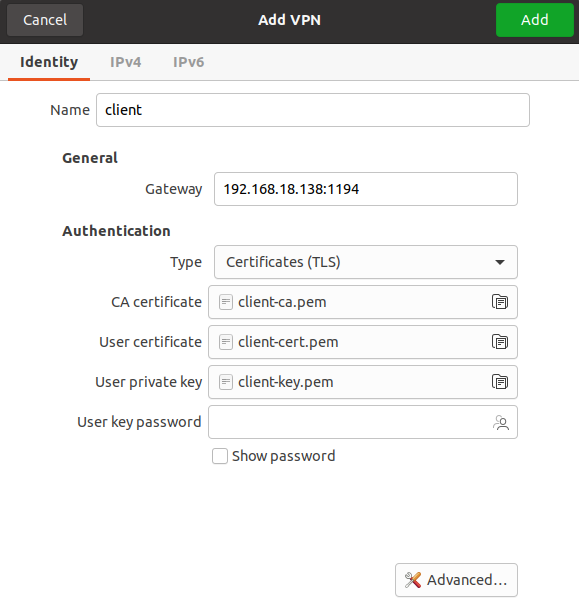 Cancel Add VPN Add
Identity IPv4 IPv6
Name client
General
Gateway 192.168.18.138:1194
Authentication
Type Certificates (TLS)
CA certificate client-ca.pem
User certificate client-cert.pem
User private key client-key.pem
User key password
Show password
Advanced...